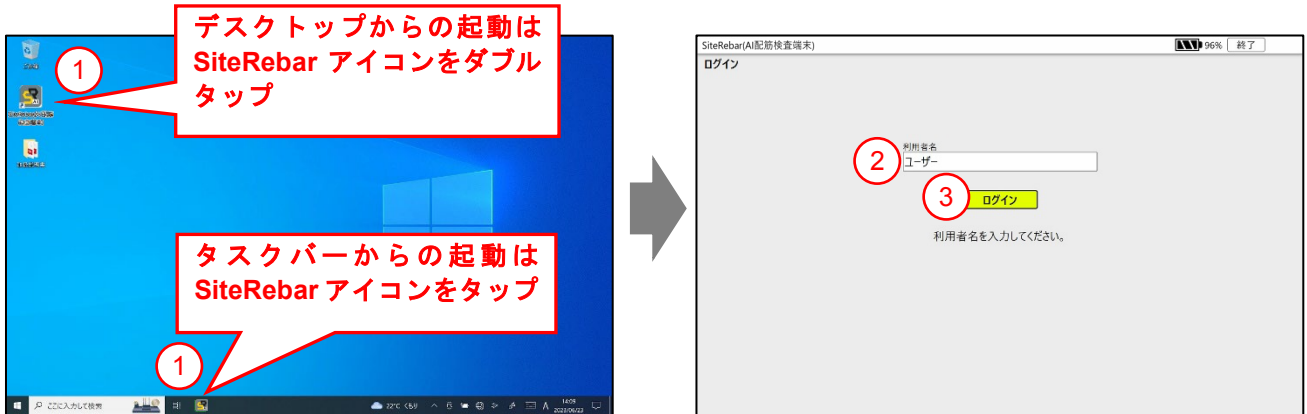 デスクトップからの起動は
SiteRebar アイコンをダブル
タップ
1
タスクバーからの起動は
SiteRebar アイコンをタップ
1
ここに入力して検索
22°C くもり
A
14:09
2023/06/23
SiteRebar(AI配筋検査端末)
96%
終了
ログイン
利用者名
2
ユーザー
3
ログイン
利用者名を入力してください。